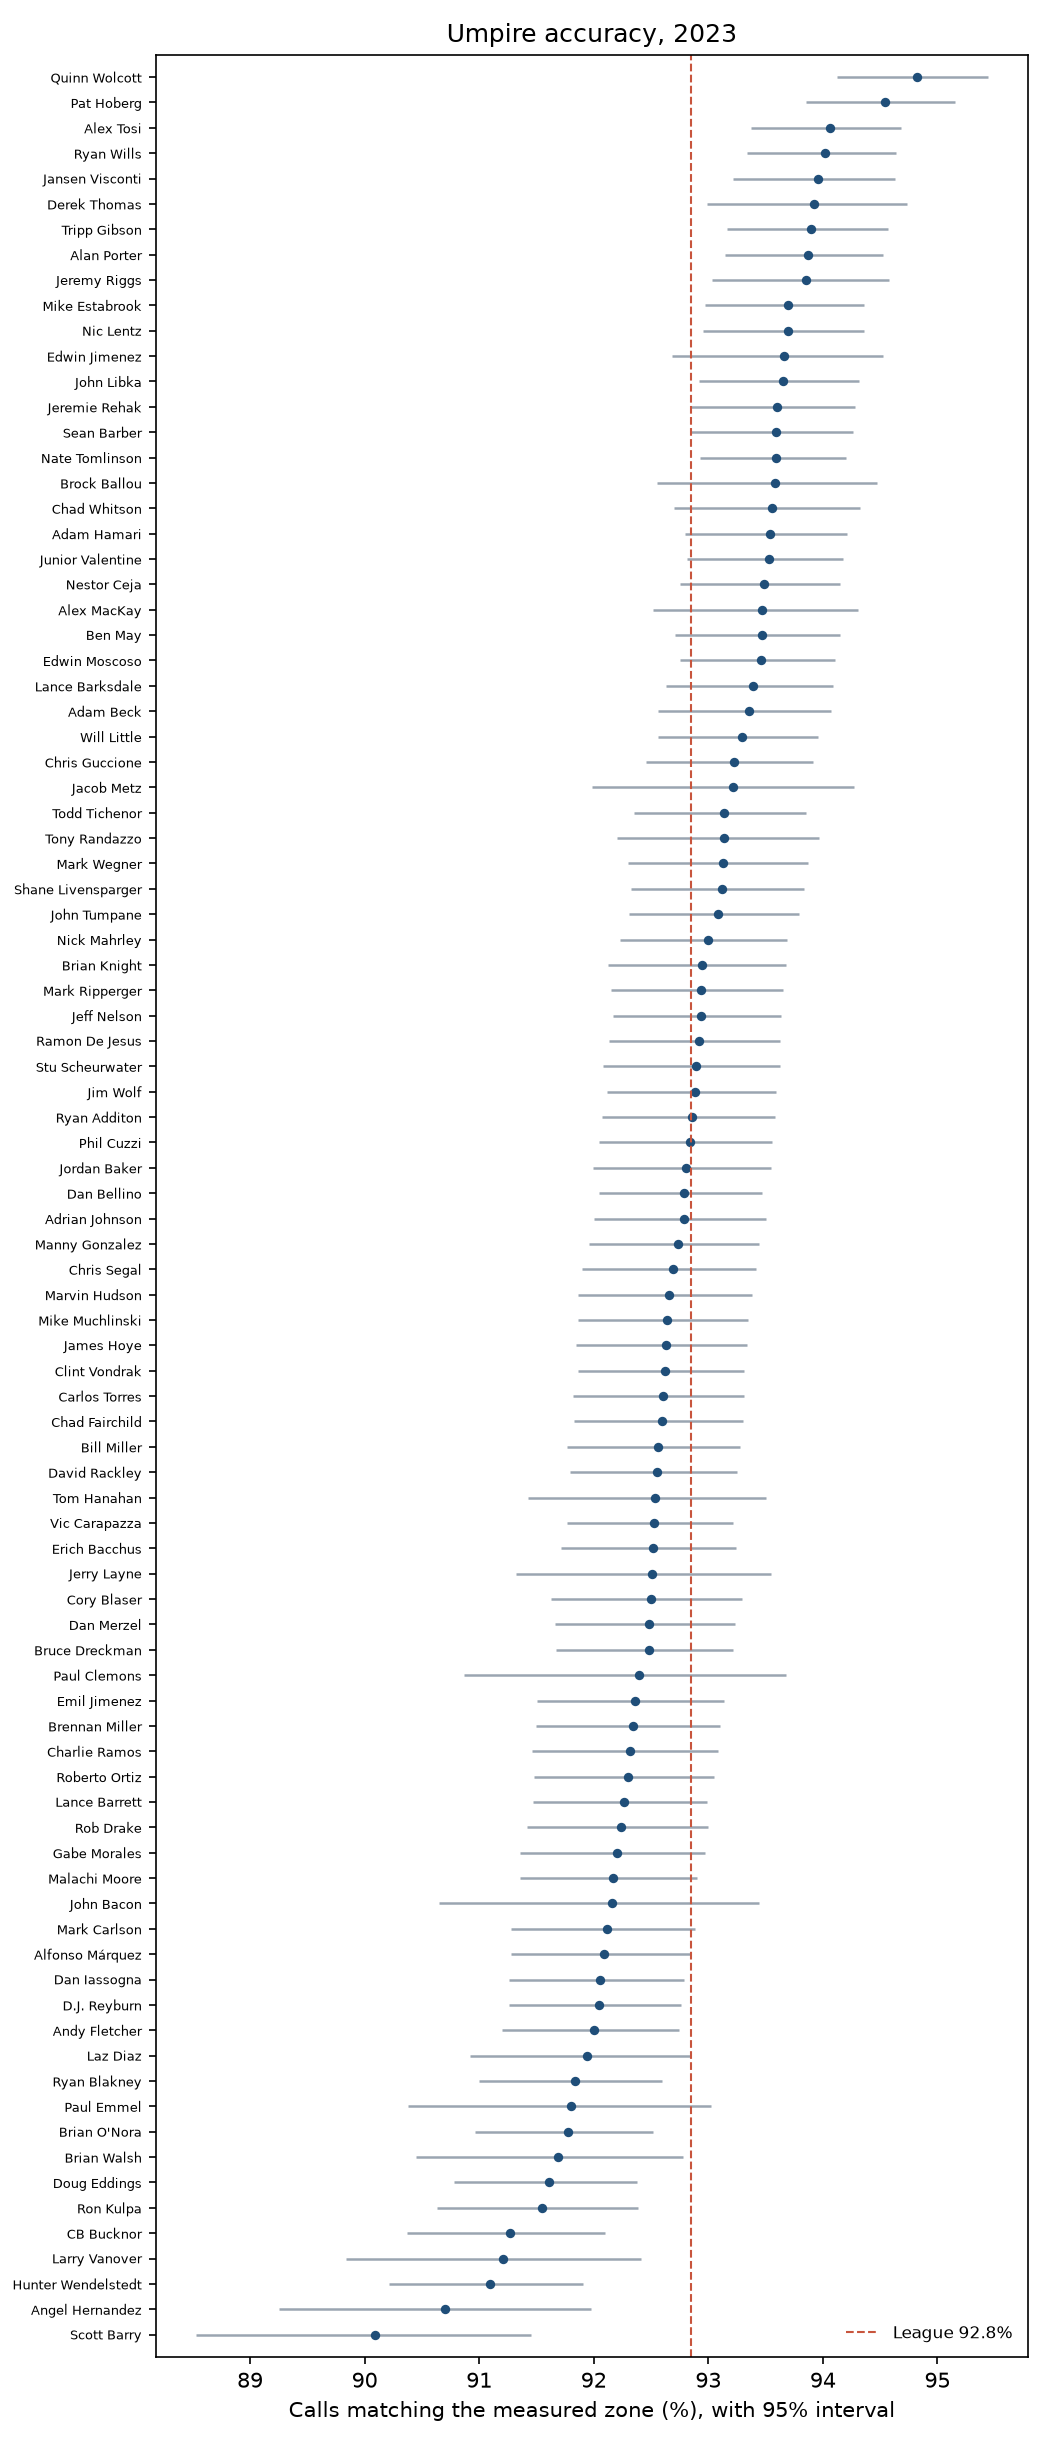 Umpire accuracy, 2023
Quinn Wolcott
Pat Hoberg
Alex Tosi
Ryan Wills
Jansen Visconti
Derek Thomas
Tripp Gibson
Alan Porter
Jeremy Riggs
Mike Estabrook
Nic Lentz
Edwin Jimenez
John Libka
Jeremie Rehak
Sean Barber
Nate Tomlinson
Brock Ballou
Chad Whitson
Adam Hamari
Junior Valentine
Nestor Ceja
Alex MacKay
Ben May
Edwin Moscoso
Lance Barksdale
Adam Beck
Will Little
Chris Guccione
Jacob Metz
Todd Tichenor
Tony Randazzo
Mark Wegner
Shane Livensparger
John Tumpane
Nick Mahrley
Brian Knight
Mark Ripperger
Jeff Nelson
Ramon De Jesus
Stu Scheurwater
Jim Wolf
Ryan Additon
Phil Cuzzi
Jordan Baker
Dan Bellino
Adrian Johnson
Manny Gonzalez
Chris Segal
Marvin Hudson
Mike Muchlinski
James Hoye
Clint Vondrak
Carlos Torres
Chad Fairchild
Bill Miller
David Rackley
Tom Hanahan
Vic Carapazza
Erich Bacchus
Jerry Layne
Cory Blaser
Dan Merzel
Bruce Dreckman
Paul Clemons
Emil Jimenez
Brennan Miller
Charlie Ramos
Roberto Ortiz
Lance Barrett
Rob Drake
Gabe Morales
Malachi Moore
John Bacon
Mark Carlson
Alfonso Márquez
Dan Iassogna
D.J. Reyburn
Andy Fletcher
Laz Diaz
Ryan Blakney
Paul Emmel
Brian O'Nora
Brian Walsh
Doug Eddings
Ron Kulpa
CB Bucknor
Larry Vanover
Hunter Wendelstedt
Angel Hernandez
Scott Barry
League 92.8%
89 90 91 92 93 94 95
Calls matching the measured zone (%), with 95% interval